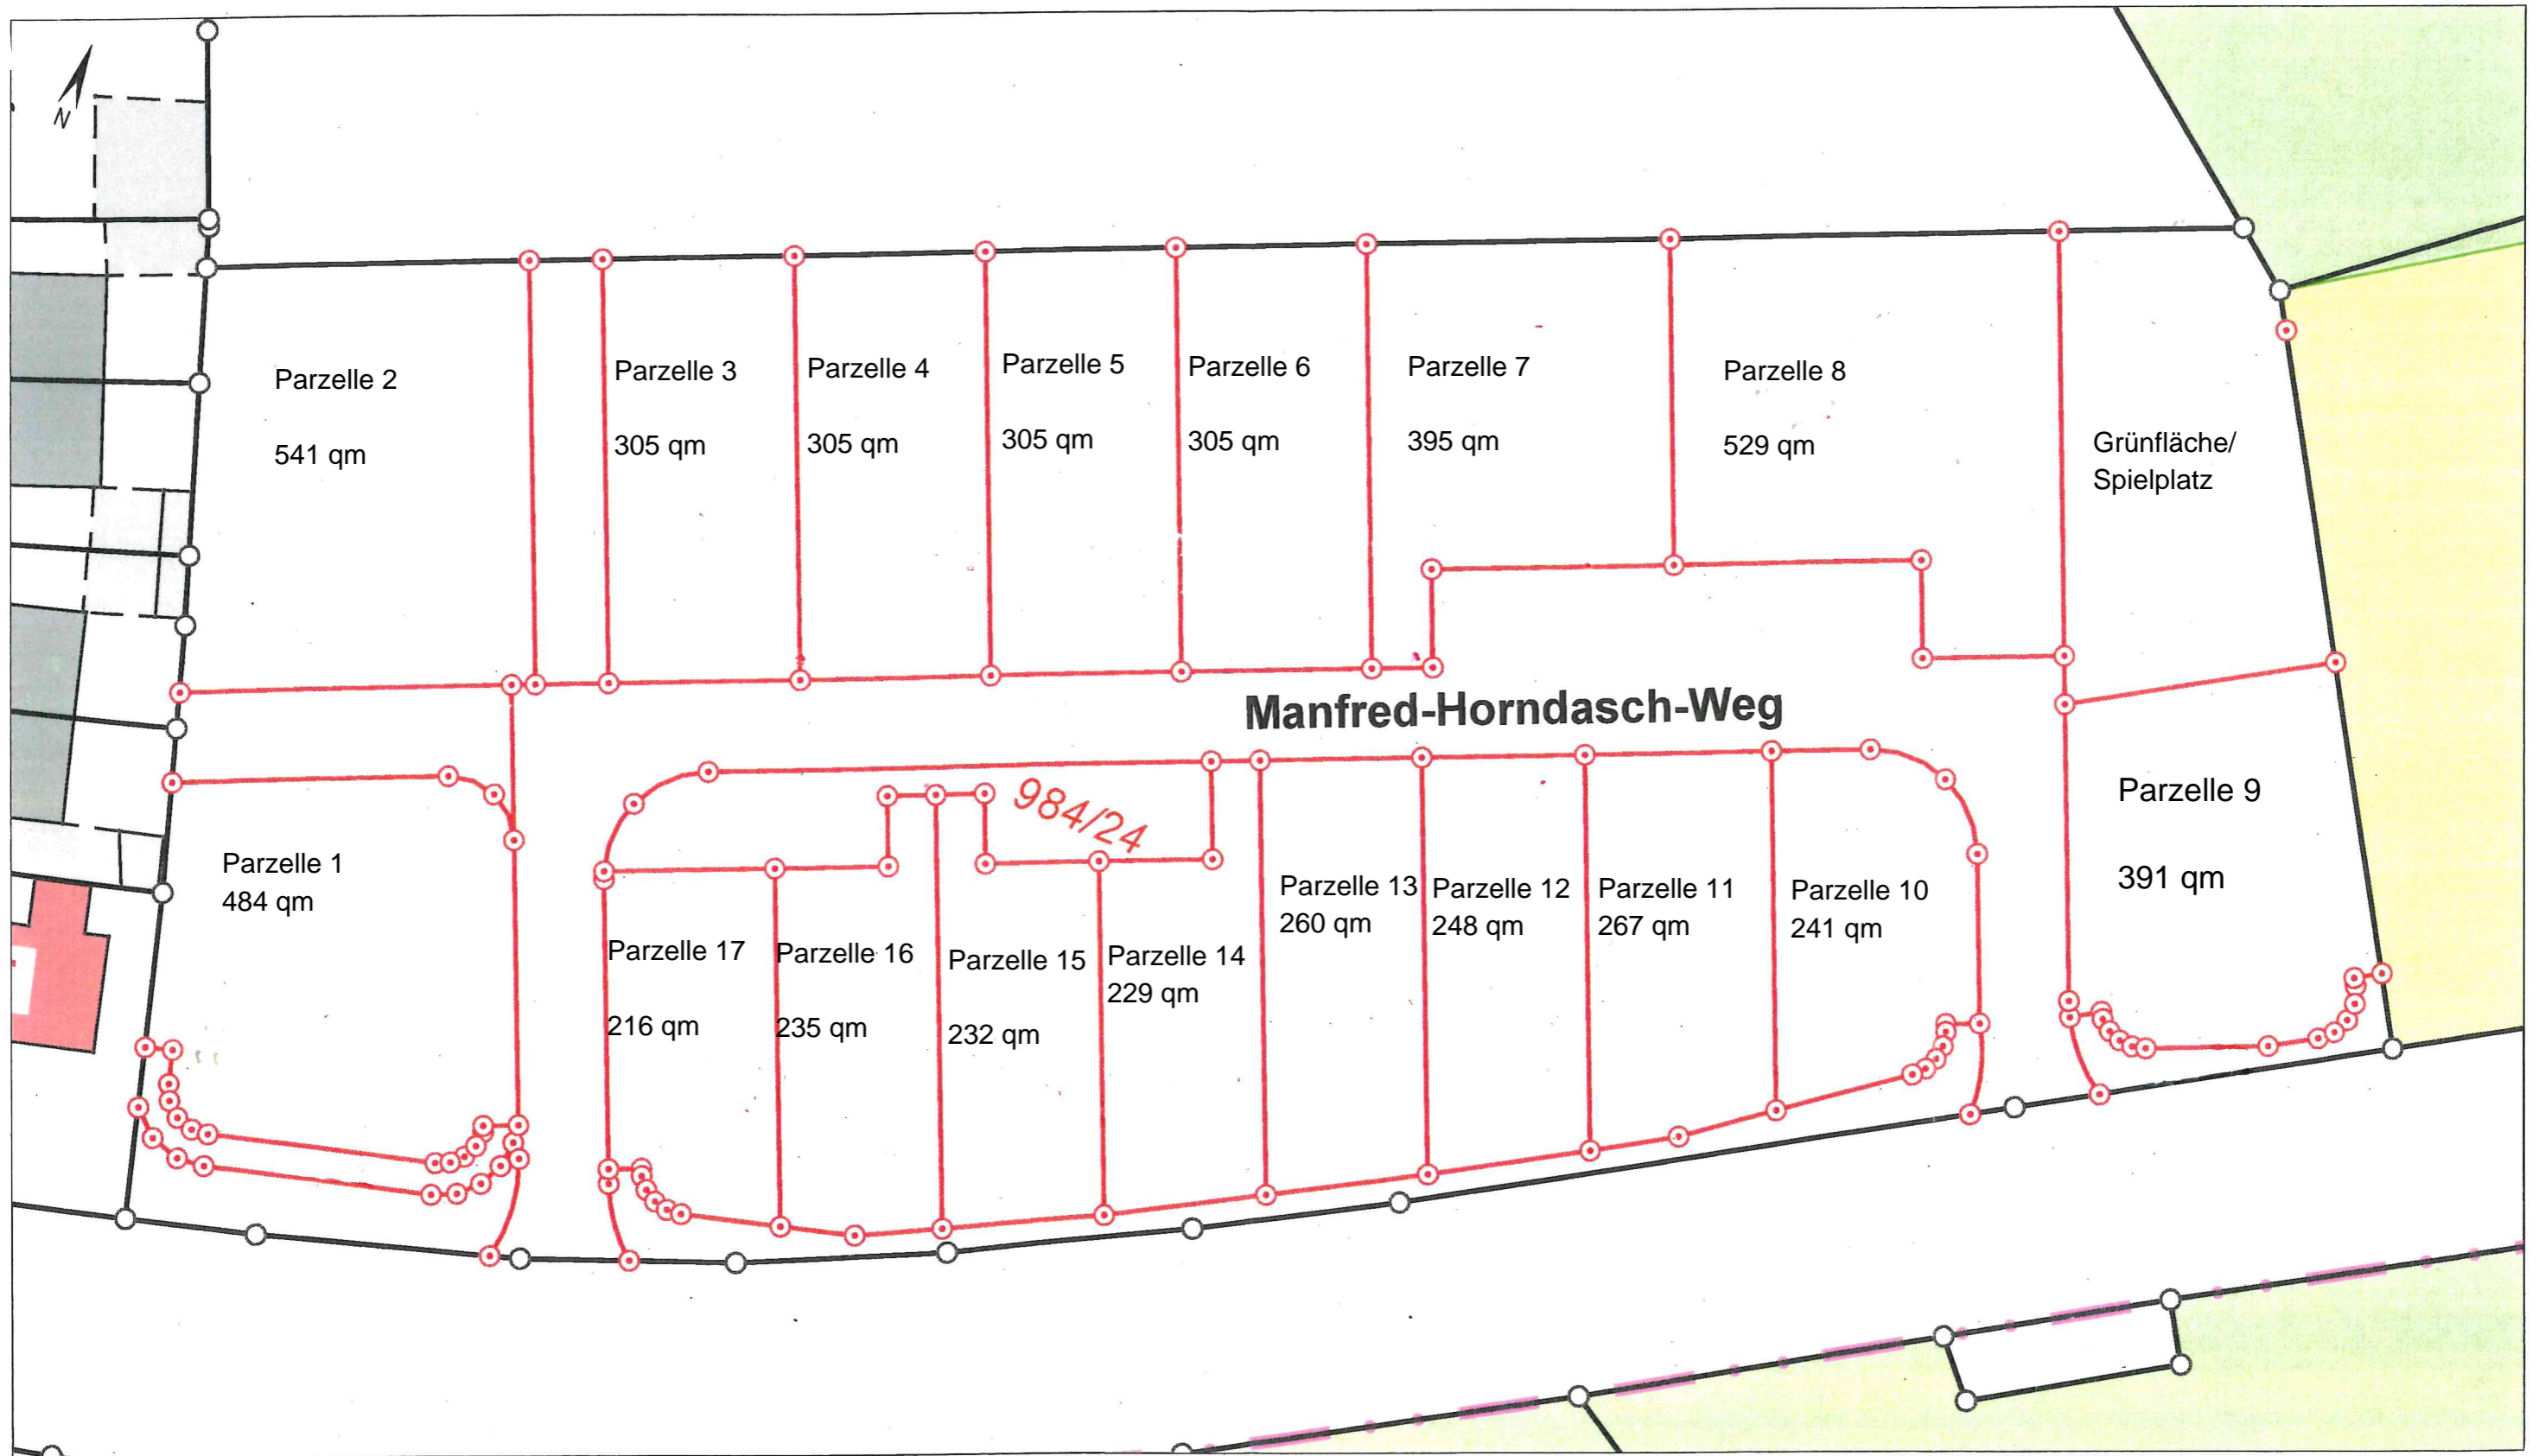 N
Parzelle 2
541 qm
Parzelle 3
305 qm
Parzelle 4
305 qm
Parzelle 5
305 qm
Parzelle 6
305 qm
Parzelle 7
395 qm
Parzelle 8
529 qm
Grünfläche/
Spielplatz
Manfred-Horndasch-Weg
984/24
Parzelle 1
484 qm
Parzelle 17
216 qm
Parzelle 16
235 qm
Parzelle 15
232 qm
Parzelle 14
229 qm
Parzelle 13
260 qm
Parzelle 12
248 qm
Parzelle 11
267 qm
Parzelle 10
241 qm
Parzelle 9
391 qm